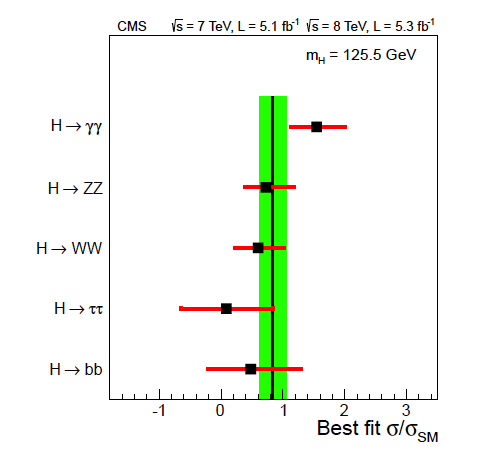 CMS √s = 7 TeV, L = 5.1 fb⁻¹ √s = 8 TeV, L = 5.3 fb⁻¹
m_H = 125.5 GeV
H → γγ
H → ZZ
H → WW
H → ττ
H → bb
-1 0 1 2 3
Best fit σ/σ_SM